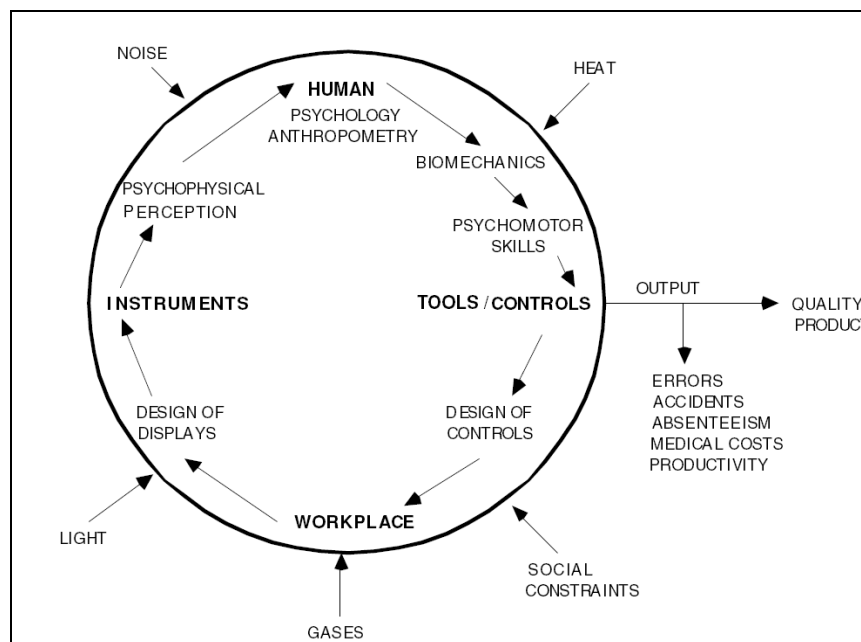 NOISE
HEAT
HUMAN
PSYCHOLOGY
ANTHROPOMETRY
BIOMECHANICS
PSYCHOPHYSICAL
PERCEPTION
PSYCHOMOTOR
SKILLS
INSTRUMENTS
TOOLS / CONTROLS
OUTPUT
QUALITY
PRODUCT
ERRORS
ACCIDENTS
ABSENTEEISM
MEDICAL COSTS
PRODUCTIVITY
DESIGN OF
DISPLAYS
DESIGN OF
CONTROLS
WORKPLACE
LIGHT
SOCIAL
CONSTRAINTS
GASES